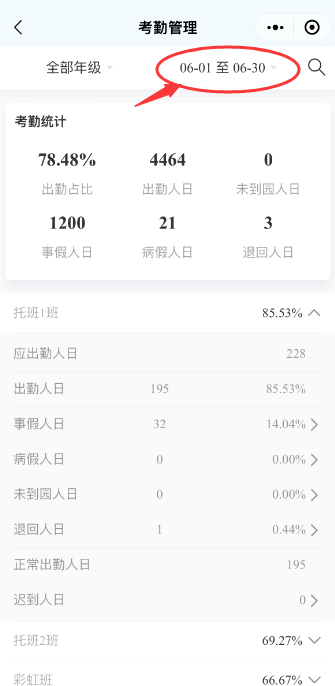 考勤管理
全部年级 06-01 至 06-30
考勤统计
78.48% 4464 0
出勤占比 出勤人日 未到园人日
1200 21 3
事假人日 病假人日 退回人日
托班1班 85.53%
应出勤人日 228
出勤人日 195 85.53%
事假人日 32 14.04%
病假人日 0 0.00%
未到园人日 0 0.00%
退回人日 1 0.44%
正常出勤人日 195
迟到人日 0
托班2班 69.27%
彩虹班 66.67%